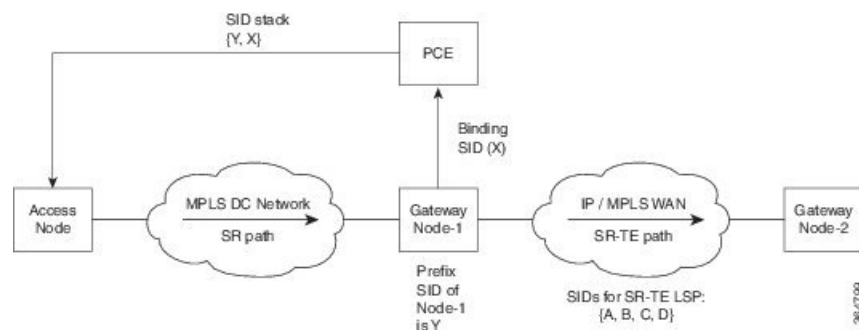 SID stack
{Y, X}
PCE
Binding
SID (X)
Access
Node
MPLS DC Network
SR path
Gateway
Node-1
IP / MPLS WAN
SR-TE path
Gateway
Node-2
Prefix
SID of
Node-1
is Y
SIDs for SR-TE LSP:
{A, B, C, D}